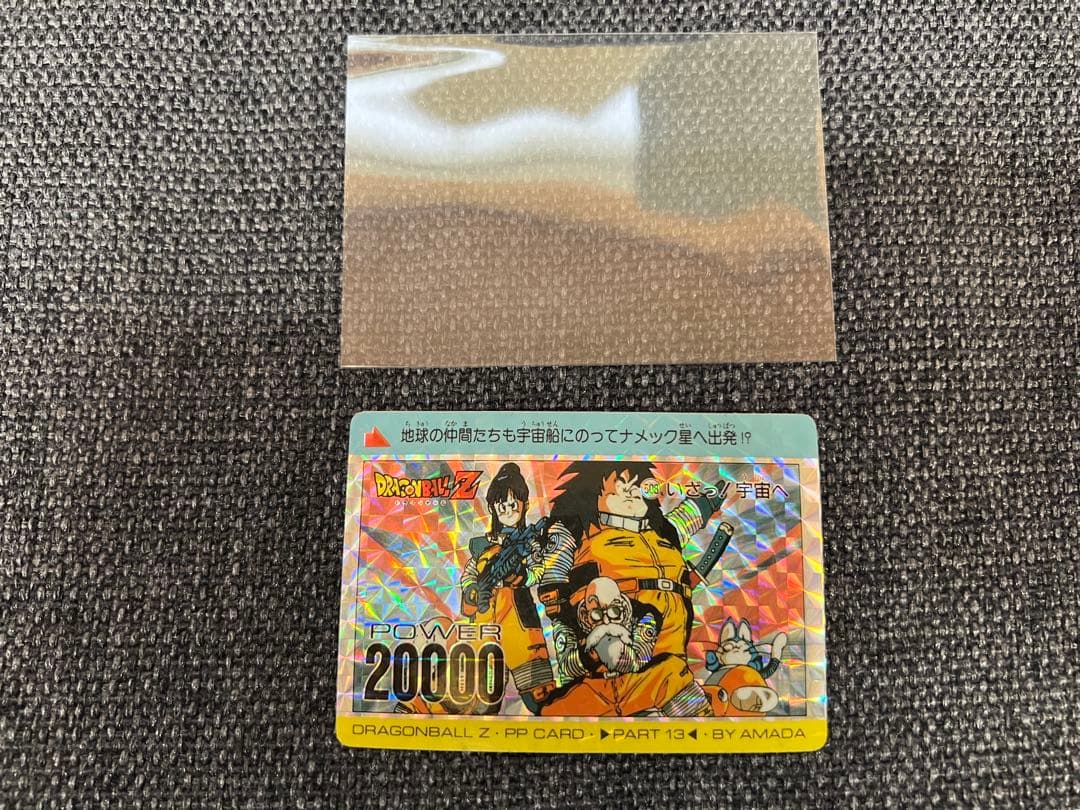 地球の仲間たちも宇宙船にのってナメック星へ出発!?
DRAGONBALL Z
いざっ!宇宙へ
POWER
20000
DRAGONBALL Z・PP CARD・▶PART 13◀・BY AMADA